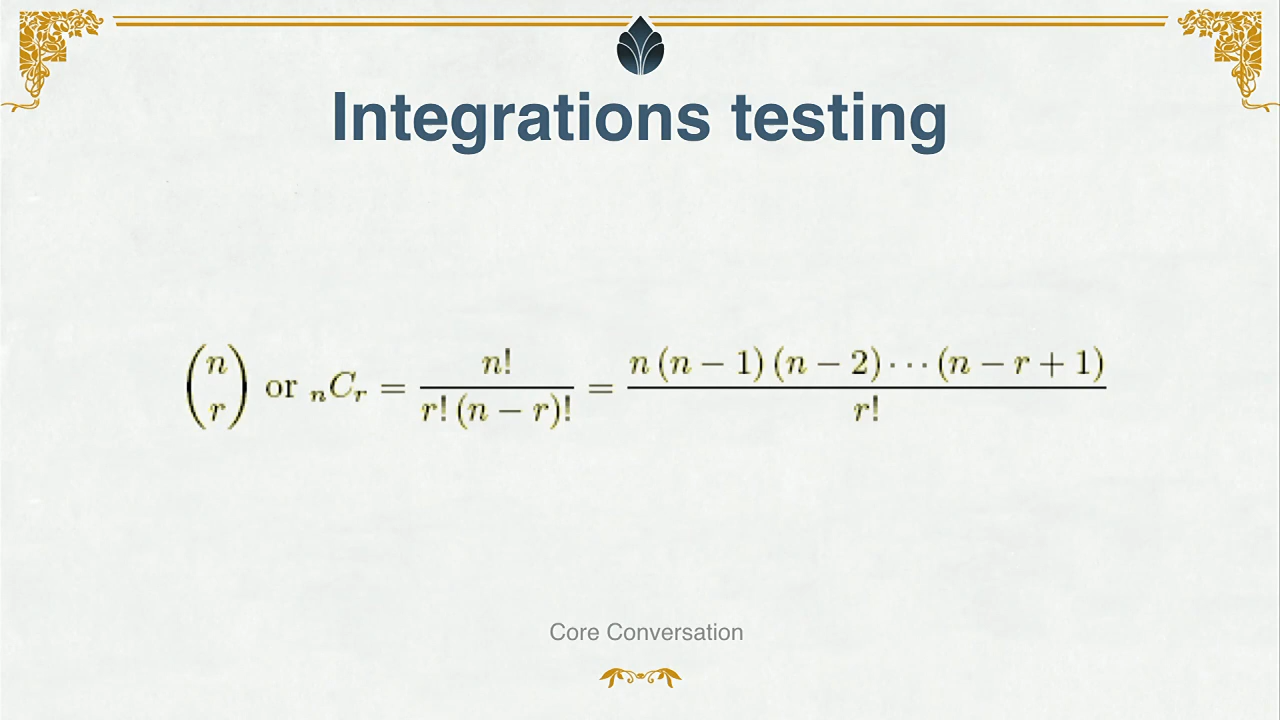 Integrations testing
(n r) or nCr = n! / r! (n − r)! = n (n − 1) (n − 2) ··· (n − r + 1) / r!
Core Conversation